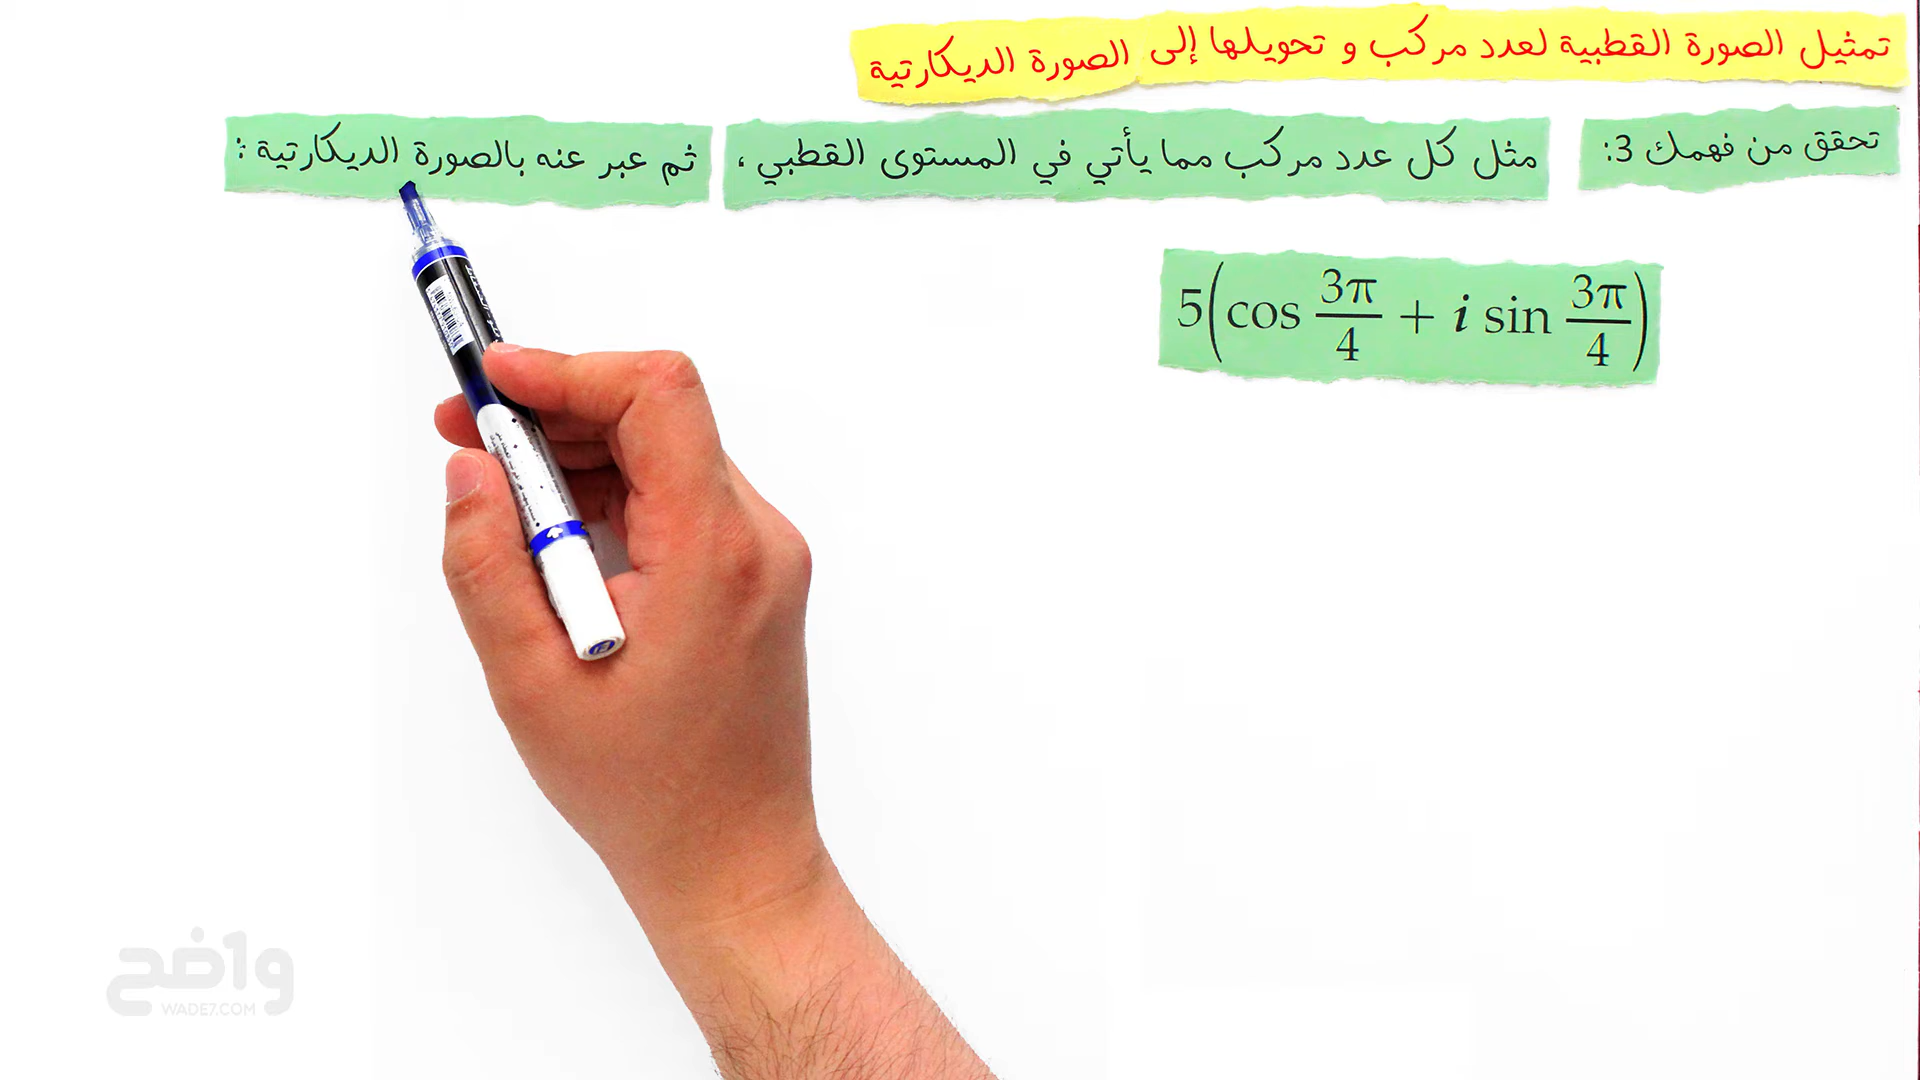 تمثيل الصورة القطبية لعدد مركب و تحويلها إلى الصورة الديكارتية
تحقق من فهمك 3: مثل كل عدد مركب مما يأتي في المستوى القطبي ، ثم عبر عنه بالصورة الديكارتية :
5(cos 3π/4 + i sin 3π/4)
واضح
WADE7.COM